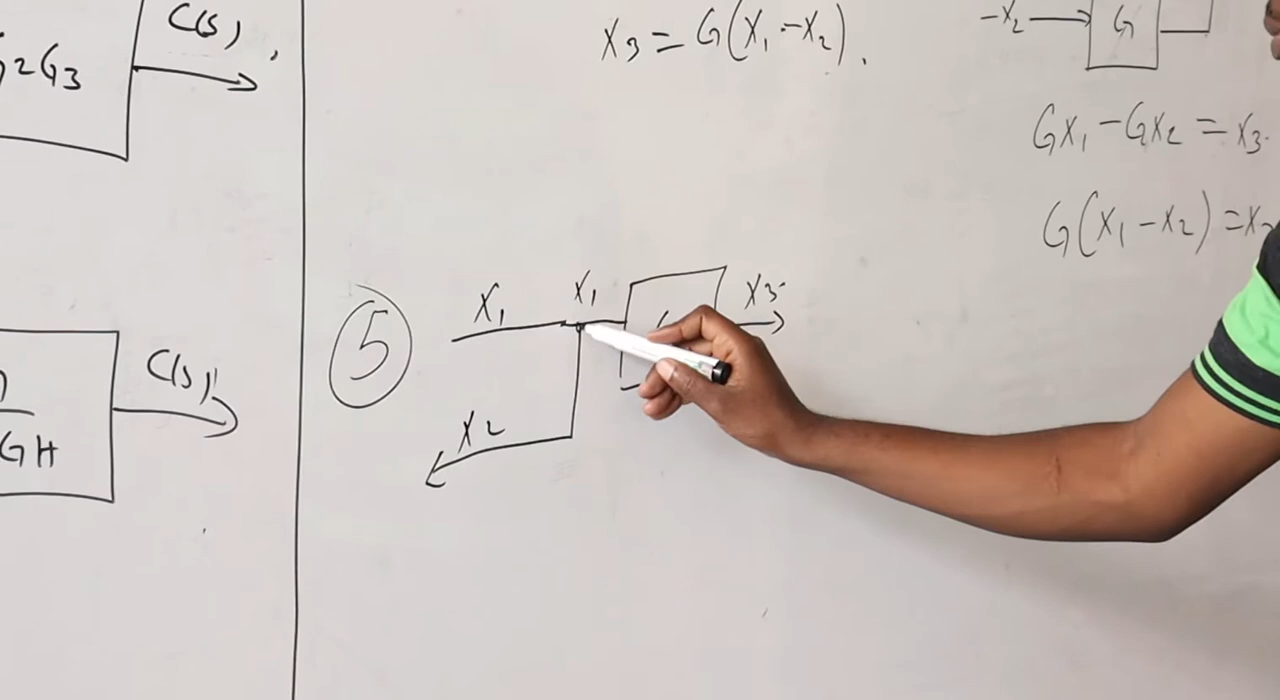 C(s),
G2G3
C(s)
GH
X3 = G(X1 - X2).
-X2
G
GX1 - GX2 = X3.
G(X1 - X2) = X
5
X1
X1
X3
X2